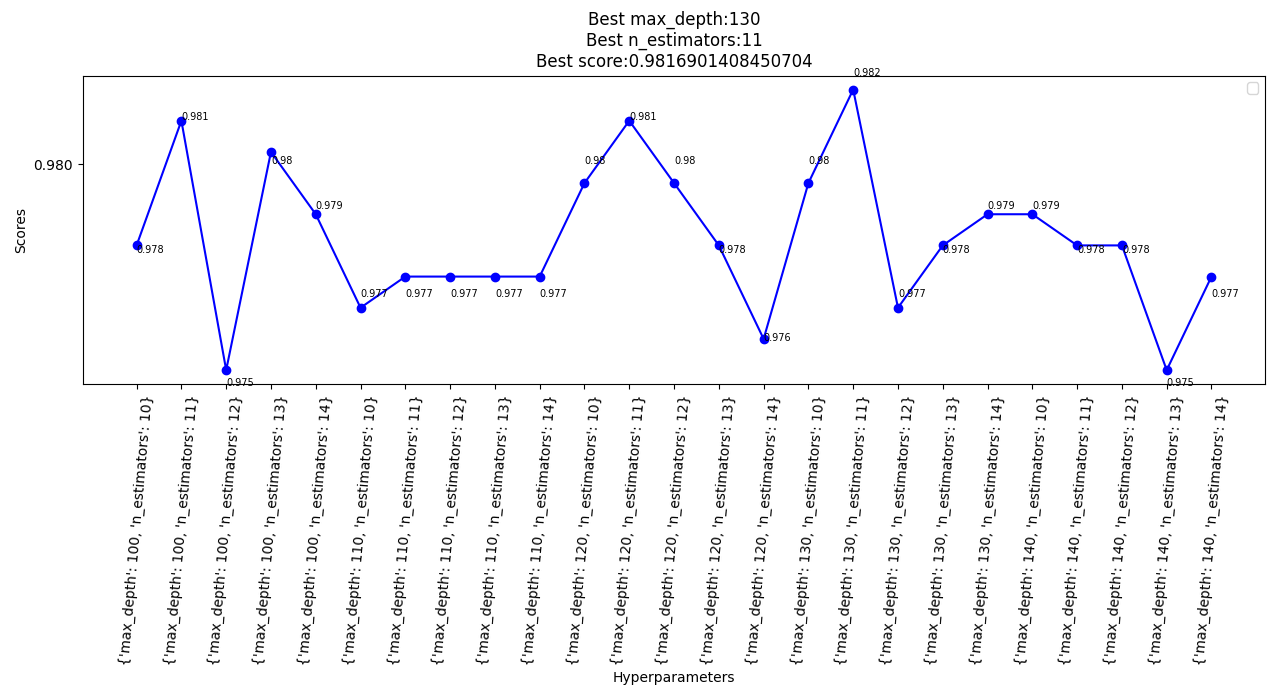 Best max_depth:130
Best n_estimators:11
Best score:0.9816901408450704
Scores
0.980
0.978
0.981
0.975
0.98
0.979
0.977
0.977
0.977
0.977
0.977
0.98
0.981
0.98
0.978
0.976
0.98
0.982
0.977
0.978
0.979
0.979
0.978
0.978
0.975
0.977
{'max_depth': 100, 'n_estimators': 10}
{'max_depth': 100, 'n_estimators': 11}
{'max_depth': 100, 'n_estimators': 12}
{'max_depth': 100, 'n_estimators': 13}
{'max_depth': 100, 'n_estimators': 14}
{'max_depth': 110, 'n_estimators': 10}
{'max_depth': 110, 'n_estimators': 11}
{'max_depth': 110, 'n_estimators': 12}
{'max_depth': 110, 'n_estimators': 13}
{'max_depth': 110, 'n_estimators': 14}
{'max_depth': 120, 'n_estimators': 10}
{'max_depth': 120, 'n_estimators': 11}
{'max_depth': 120, 'n_estimators': 12}
{'max_depth': 120, 'n_estimators': 13}
{'max_depth': 120, 'n_estimators': 14}
{'max_depth': 130, 'n_estimators': 10}
{'max_depth': 130, 'n_estimators': 11}
{'max_depth': 130, 'n_estimators': 12}
{'max_depth': 130, 'n_estimators': 13}
{'max_depth': 130, 'n_estimators': 14}
{'max_depth': 140, 'n_estimators': 10}
{'max_depth': 140, 'n_estimators': 11}
{'max_depth': 140, 'n_estimators': 12}
{'max_depth': 140, 'n_estimators': 13}
{'max_depth': 140, 'n_estimators': 14}
Hyperparameters